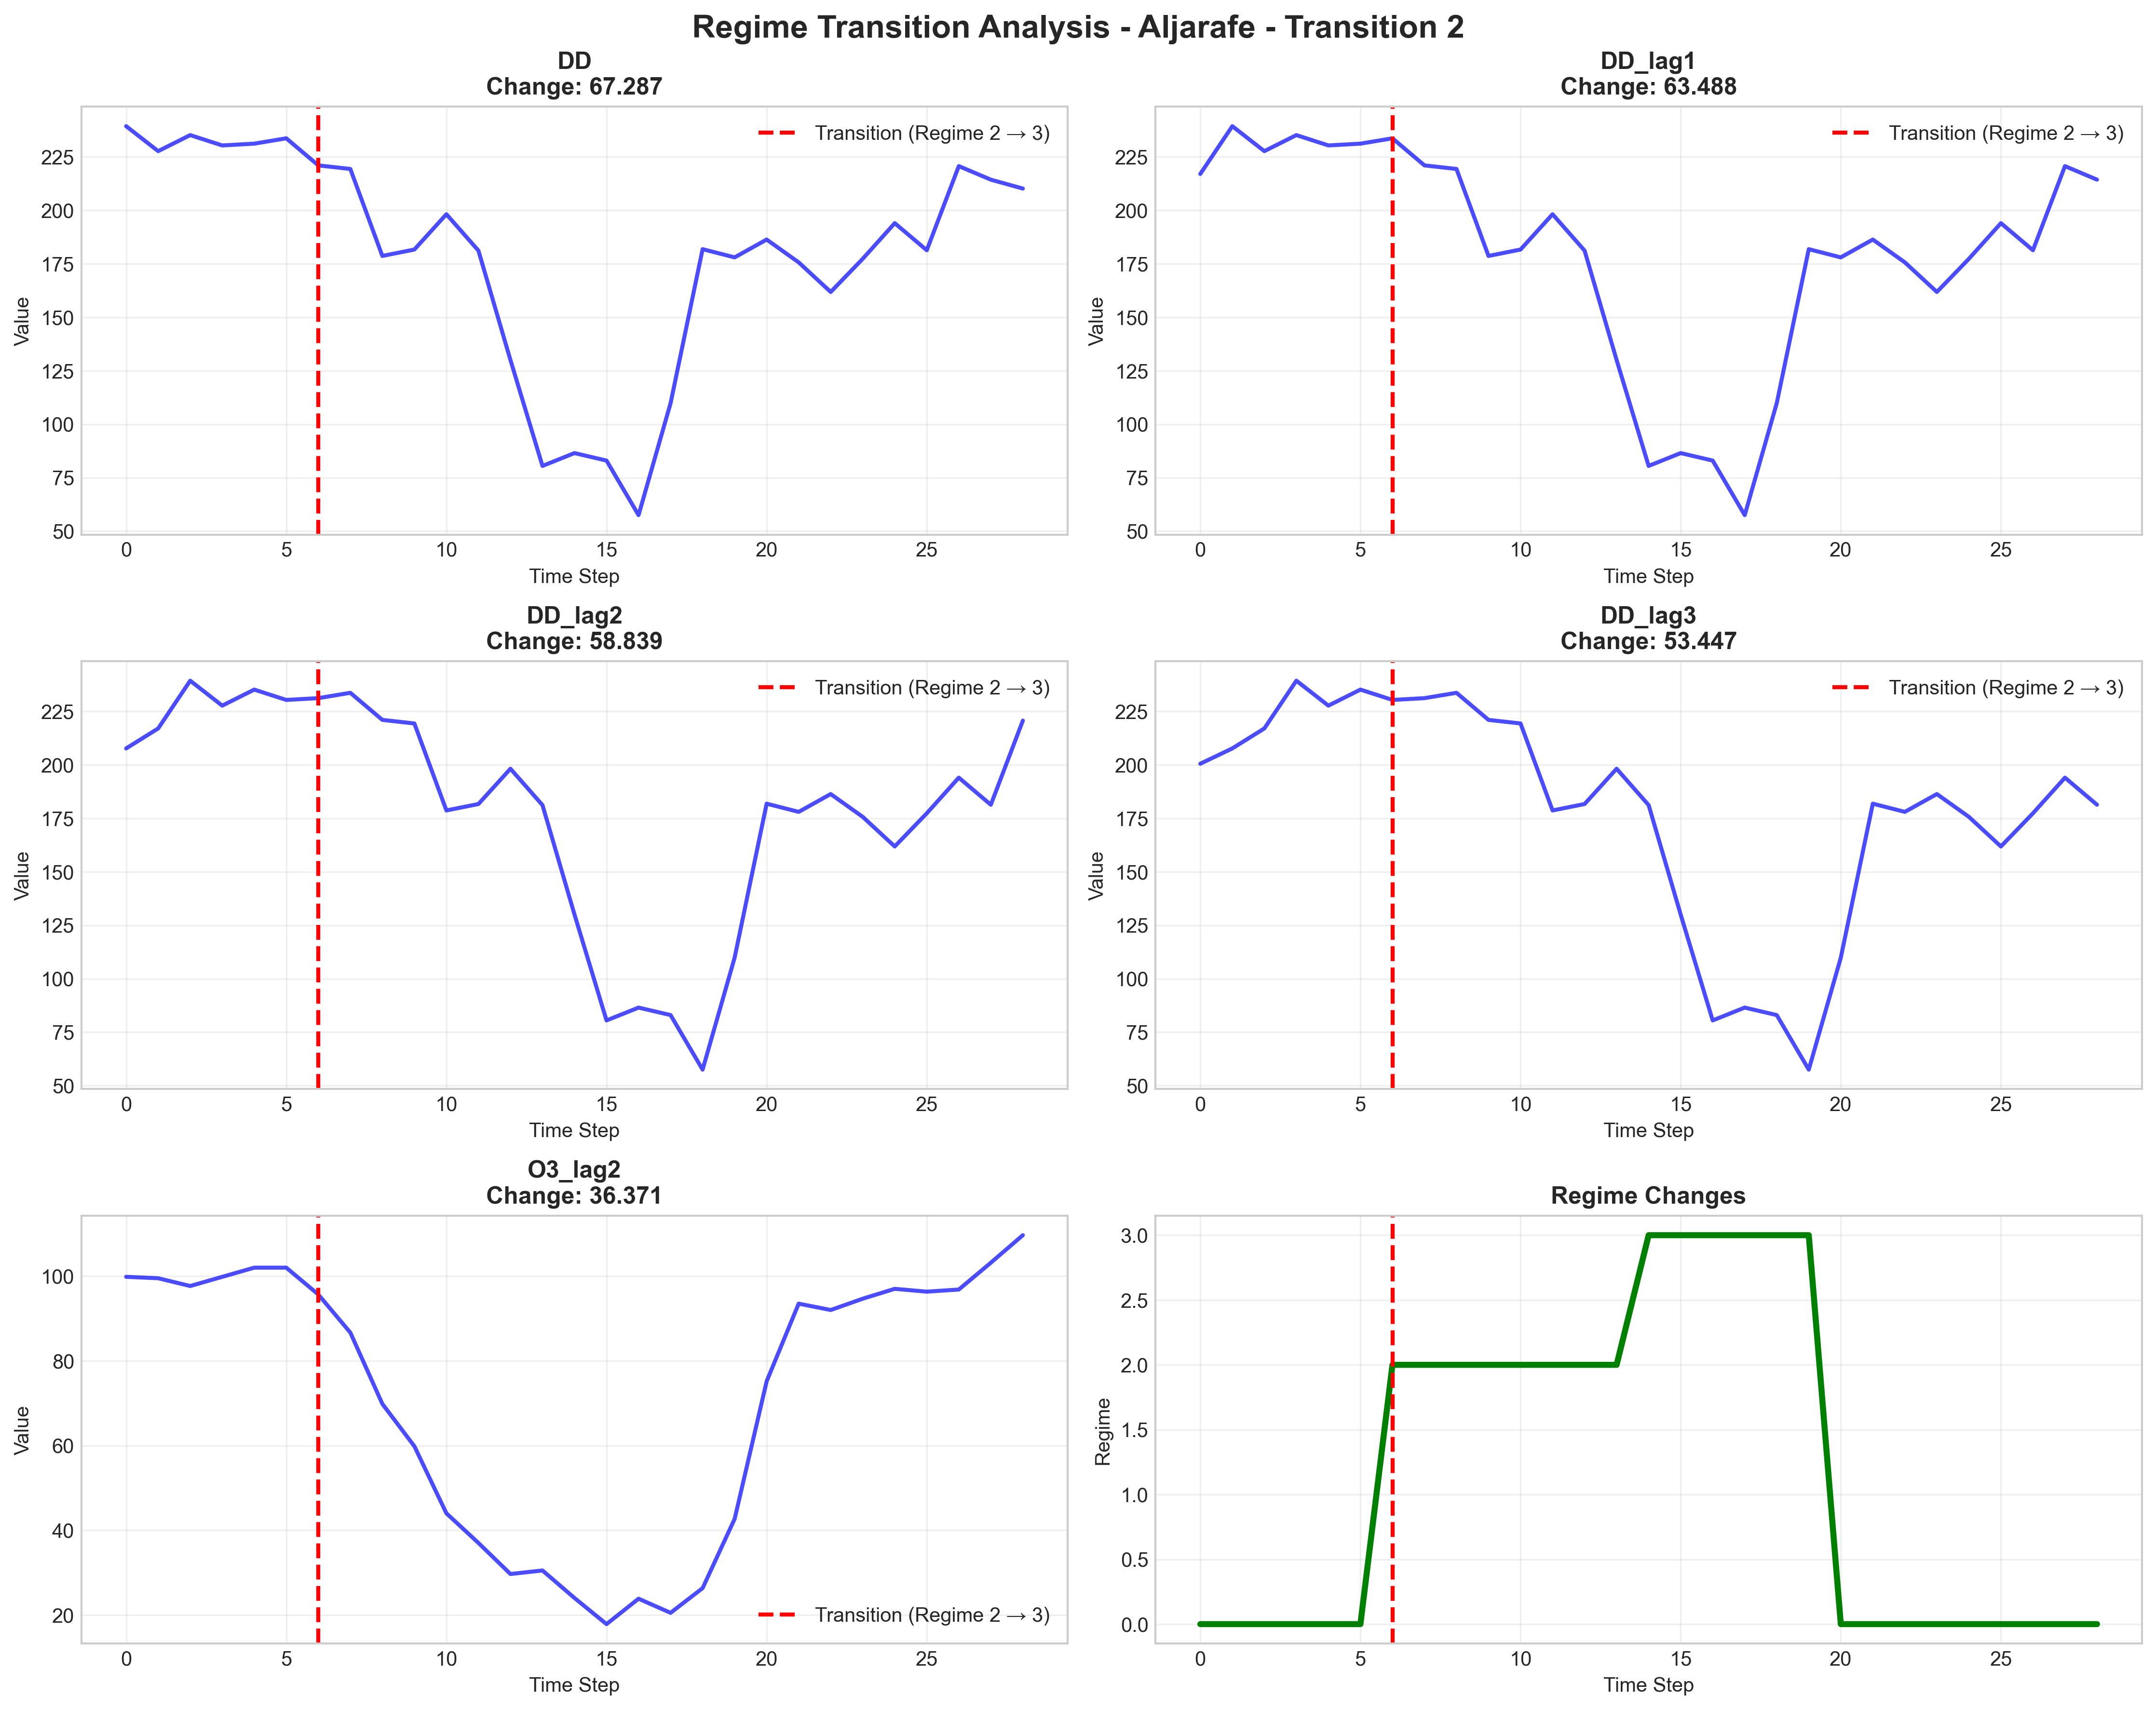 Regime Transition Analysis - Aljarafe - Transition 2
DD
Change: 67.287
Transition (Regime 2 → 3)
225
200
175
150
125
100
75
50
Value
0 5 10 15 20 25
Time Step
DD_lag1
Change: 63.488
Transition (Regime 2 → 3)
225
200
175
150
125
100
75
50
Value
0 5 10 15 20 25
Time Step
DD_lag2
Change: 58.839
Transition (Regime 2 → 3)
225
200
175
150
125
100
75
50
Value
0 5 10 15 20 25
Time Step
DD_lag3
Change: 53.447
Transition (Regime 2 → 3)
225
200
175
150
125
100
75
50
Value
0 5 10 15 20 25
Time Step
O3_lag2
Change: 36.371
100
80
60
40
20
Value
Transition (Regime 2 → 3)
0 5 10 15 20 25
Time Step
Regime Changes
3.0
2.5
2.0
1.5
1.0
0.5
0.0
Regime
0 5 10 15 20 25
Time Step